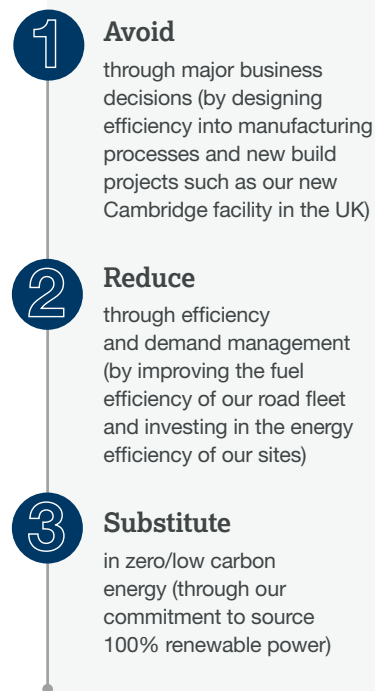 1
Avoid
through major business
decisions (by designing
efficiency into manufacturing
processes and new build
projects such as our new
Cambridge facility in the UK)
2
Reduce
through efficiency
and demand management
(by improving the fuel
efficiency of our road fleet
and investing in the energy
efficiency of our sites)
3
Substitute
in zero/low carbon
energy (through our
commitment to source
100% renewable power)